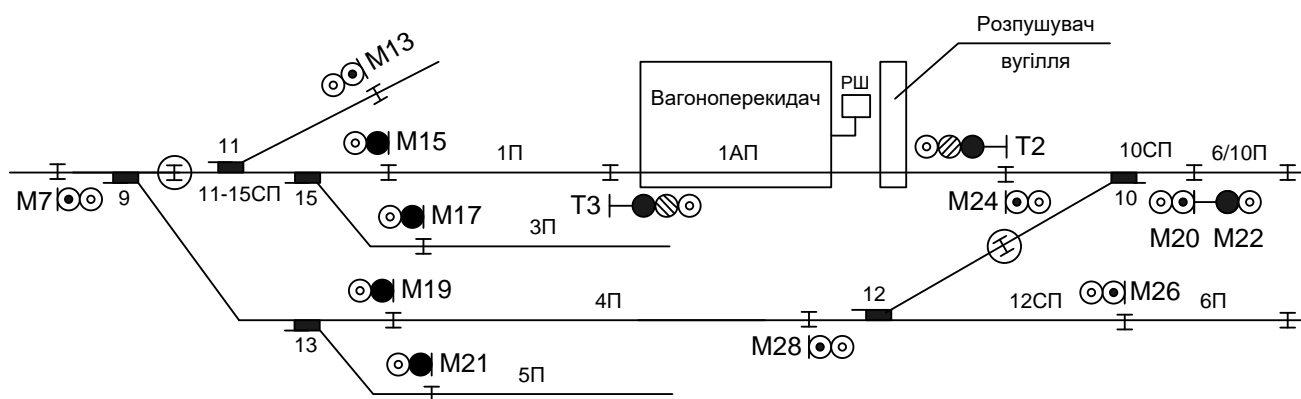 Розпушувач
вугілля
М13
Вагоноперекидач
РШ
11
М15
1П
1АП
Т2
10СП
6/10П
М7
9
11-15СП
15
М17
3П
Т3
М24
10
М20
М22
М19
4П
12
12СП
М26
6П
13
М21
5П
М28